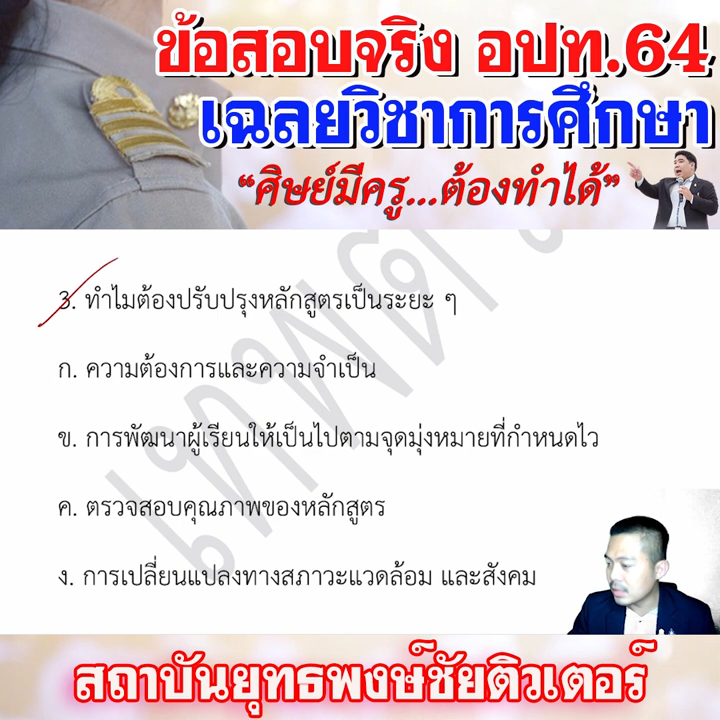 ข้อสอบจริง อปท.64
เฉลยวิชาการศึกษา
“ศิษย์มีครู...ต้องทำได้”
3. ทำไมต้องปรับปรุงหลักสูตรเป็นระยะ ๆ
ก. ความต้องการและความจำเป็น
ข. การพัฒนาผู้เรียนให้เป็นไปตามจุดมุ่งหมายที่กำหนดไว
ค. ตรวจสอบคุณภาพของหลักสูตร
ง. การเปลี่ยนแปลงทางสภาวะแวดล้อม และสังคม
สถาบันยุทธพงษ์ชัยติวเตอร์